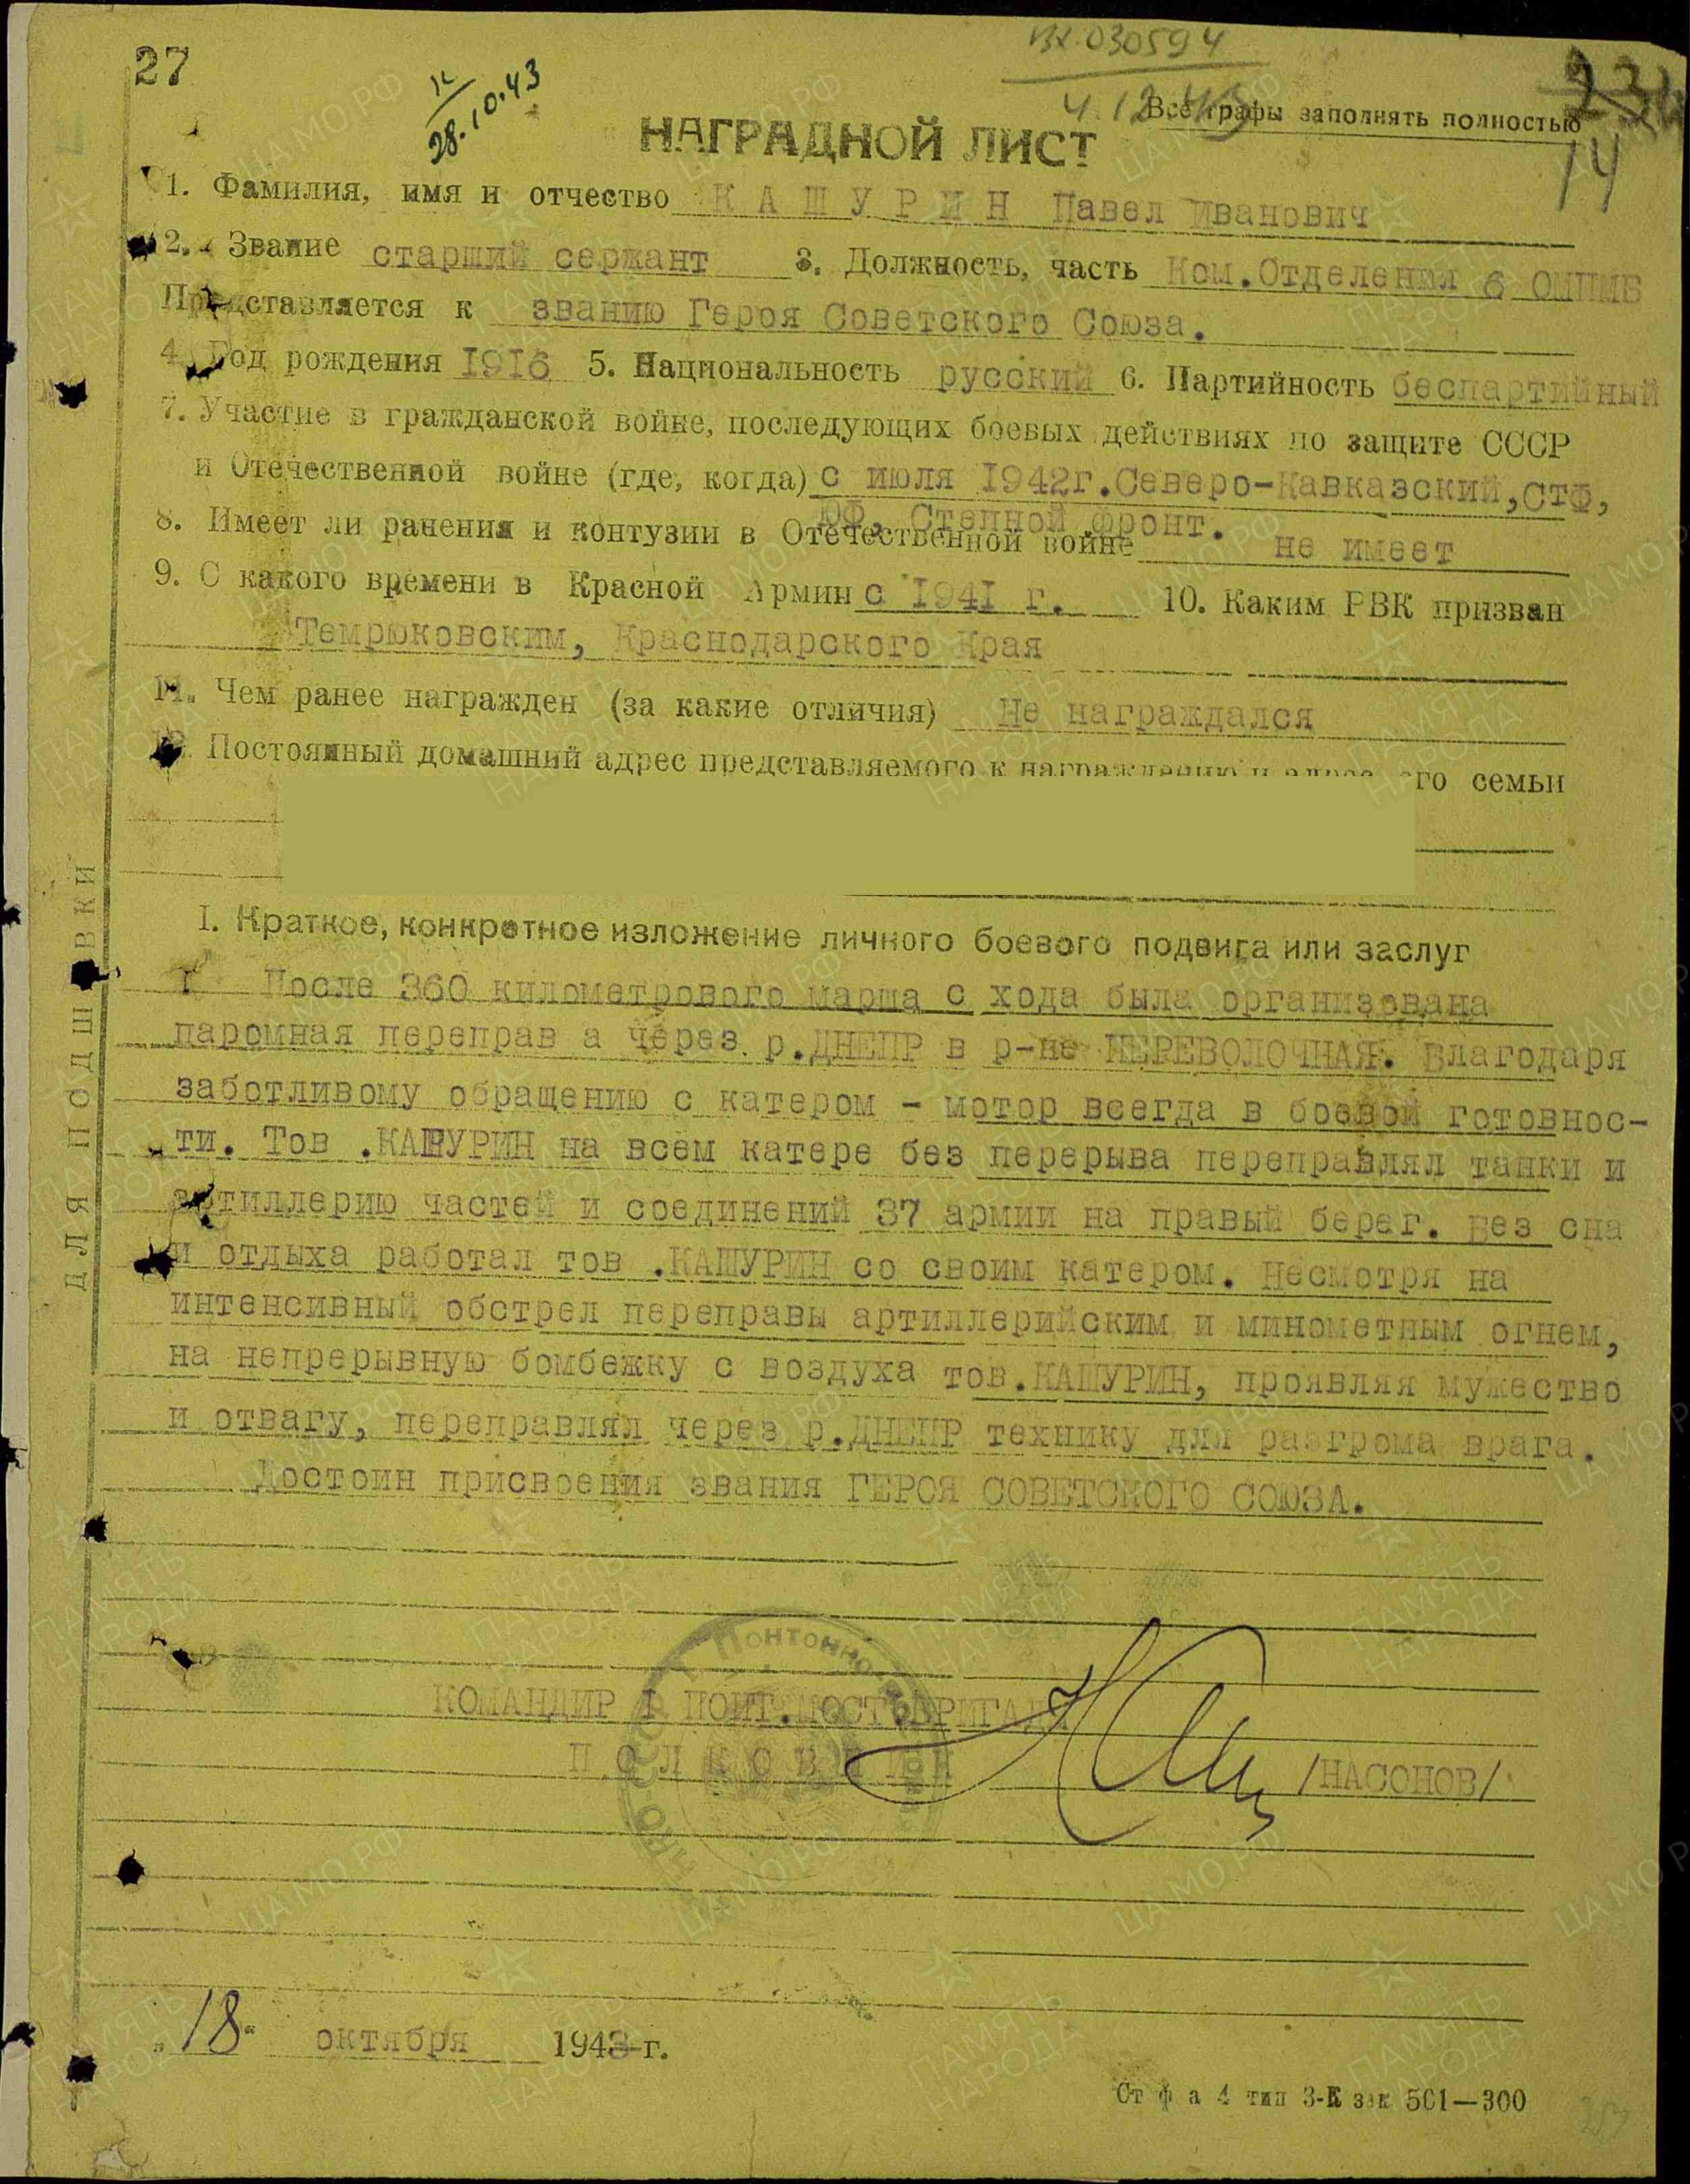 27
к
28.10.43
Вх.030594
4.12.43
Все графы заполнять полностью
14
НАГРАДНОЙ ЛИСТ
1. Фамилия, имя и отчество К А Ш У Р И Н Павел Иванович
2. Звание старший сержант 3. Должность, часть Ком.Отделения 6 ОМПМБ
Представляется к званию Героя Советского Союза.
4. Год рождения 1916 5. Национальность русский 6. Партийность беспартийный
7. Участие в гражданской войне, последующих боевых действиях по защите СССР
и Отечественной войне (где, когда) с июля 1942г.Северо-Кавказский,СТФ,
ЮФ, Степной фронт.
8. Имеет ли ранения и контузии в Отечественной войне не имеет
9. С какого времени в Красной Армии с 1941 г. 10. Каким РВК призван
Темрюковским, Краснодарского Края
11. Чем ранее награжден (за какие отличия) Не награждался
12. Постоянный домашний адрес представляемого к награждению и адрес его семьи
I. Краткое, конкретное изложение личного боевого подвига или заслуг
После 360 километрового марша с хода была организована
паромная переправ а через р.ДНЕПР в р-не ПЕРЕВОЛОЧНАЯ. Благодаря
заботливому обращению с катером - мотор всегда в боевой готовнос-
ти. Тов .КАШУРИН на всем катере без перерыва переправлял танки и
артиллерию частей и соединений 37 армии на правый берег. Без сна
и отдыха работал тов .КАШУРИН со своим катером. Несмотря на
интенсивный обстрел переправы артиллерийским и минометным огнем,
на непрерывную бомбежку с воздуха тов.КАШУРИН, проявляя мужество
и отвагу, переправлял через р.ДНЕПР технику для разгрома врага.
Достоин присвоения звания ГЕРОЯ СОВЕТСКОГО СОЮЗА.
ДЛЯ ПОДШИВКИ
КОМАНДИР I ПОНТ.МОСТ.БРИГАДЫ
П О Л К О В Н И К /НАСОНОВ/
"18" октября 1943 г.
Ст ф а 4 тип 3-К зак 501—300